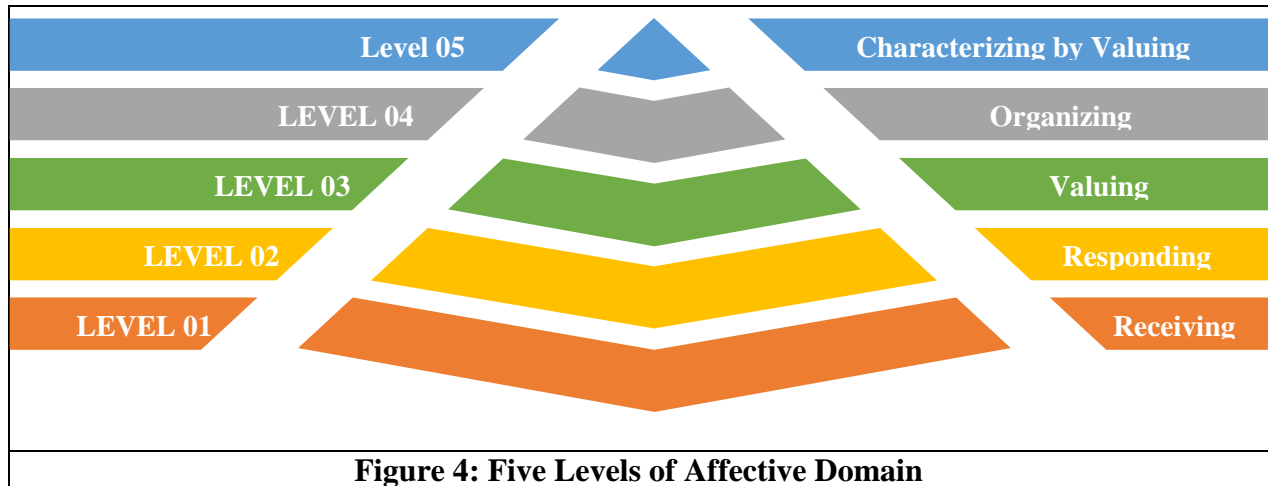 Level 05 Characterizing by Valuing
LEVEL 04 Organizing
LEVEL 03 Valuing
LEVEL 02 Responding
LEVEL 01 Receiving
Figure 4: Five Levels of Affective Domain